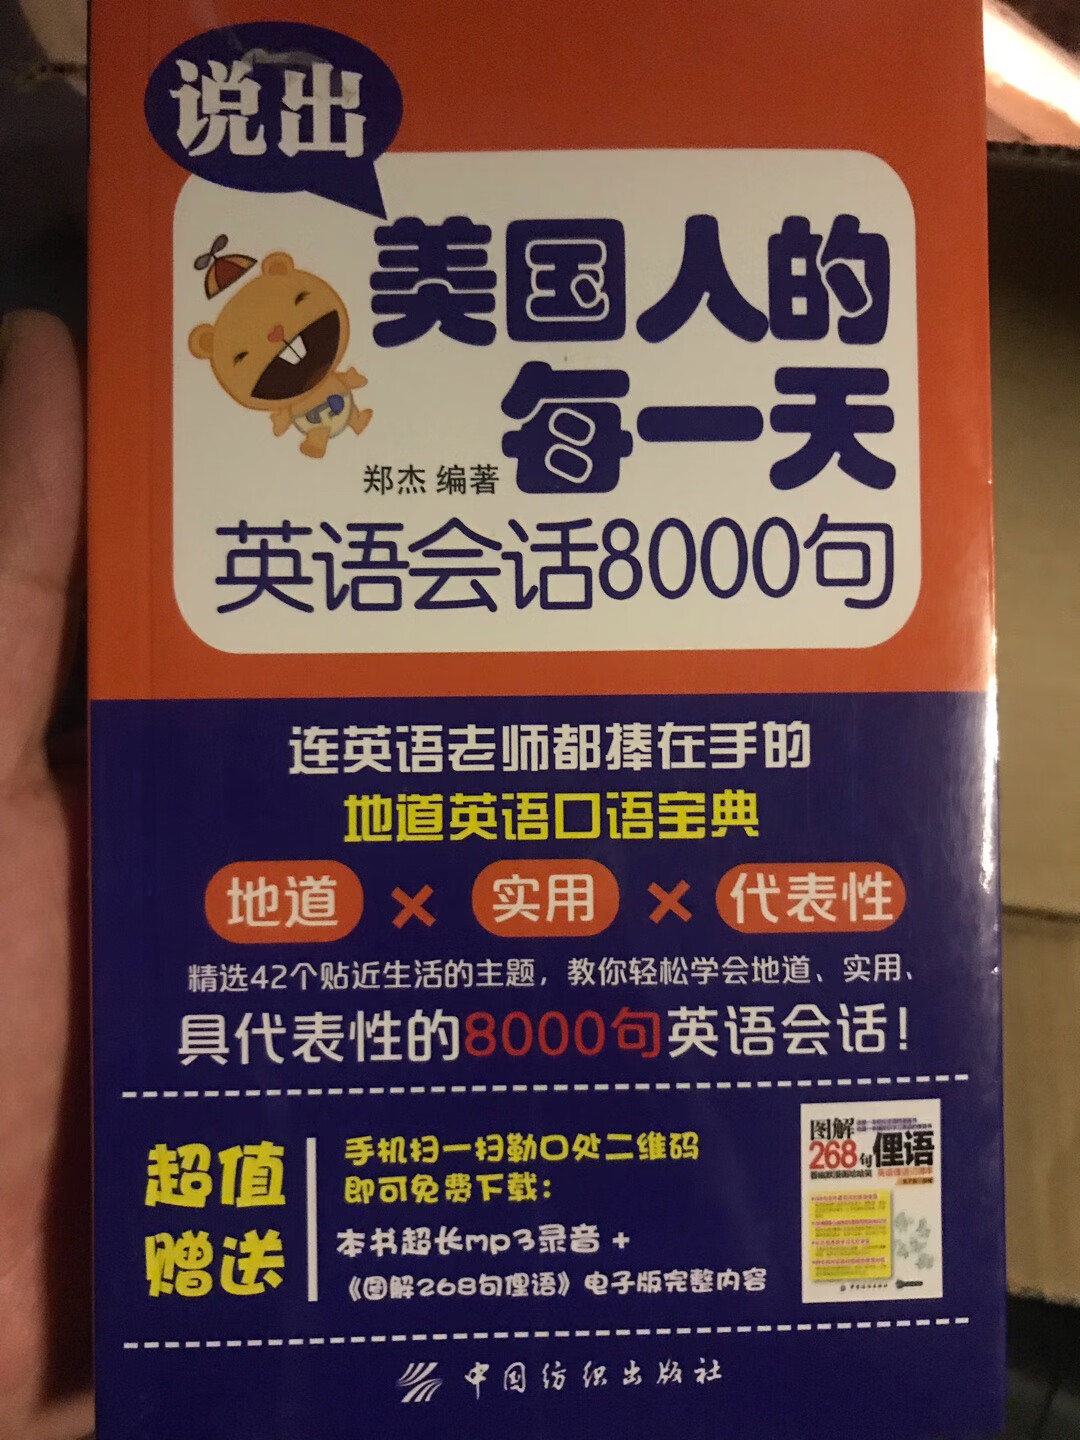 说出
美国人的
每一天
郑杰 编著
英语会话8000句
连英语老师都捧在手的
地道英语口语宝典
地道 × 实用 × 代表性
精选42个贴近生活的主题，教你轻松学会地道、实用、
具代表性的8000句英语会话！
超值
赠送
手机扫一扫勒口处二维码
即可免费下载：
本书超长mp3录音 +
《图解268句俚语》电子版完整内容
图解
268句俚语
中国纺织出版社